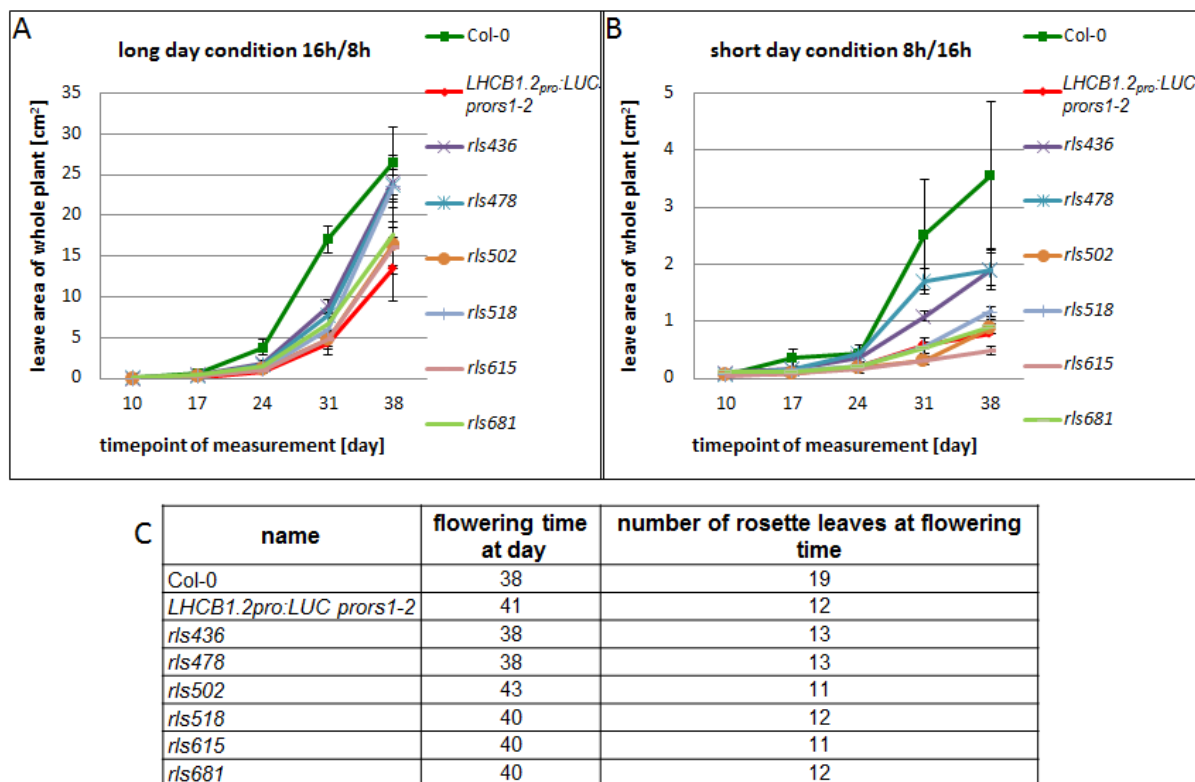 A
long day condition 16h/8h
leave area of whole plant [cm²]
35
30
25
20
15
10
5
0
10 17 24 31 38
timepoint of measurement [day]
Col-0
LHCB1.2pro:LUC
prors1-2
rls436
rls478
rls502
rls518
rls615
rls681
B
short day condition 8h/16h
leave area of whole plant [cm²]
5
4
3
2
1
0
10 17 24 31 38
timepoint of measurement [day]
Col-0
LHCB1.2pro:LUC
prors1-2
rls436
rls478
rls502
rls518
rls615
rls681
C
name flowering time at day number of rosette leaves at flowering time
Col-0 38 19
LHCB1.2pro:LUC prors1-2 41 12
rls436 38 13
rls478 38 13
rls502 43 11
rls518 40 12
rls615 40 11
rls681 40 12